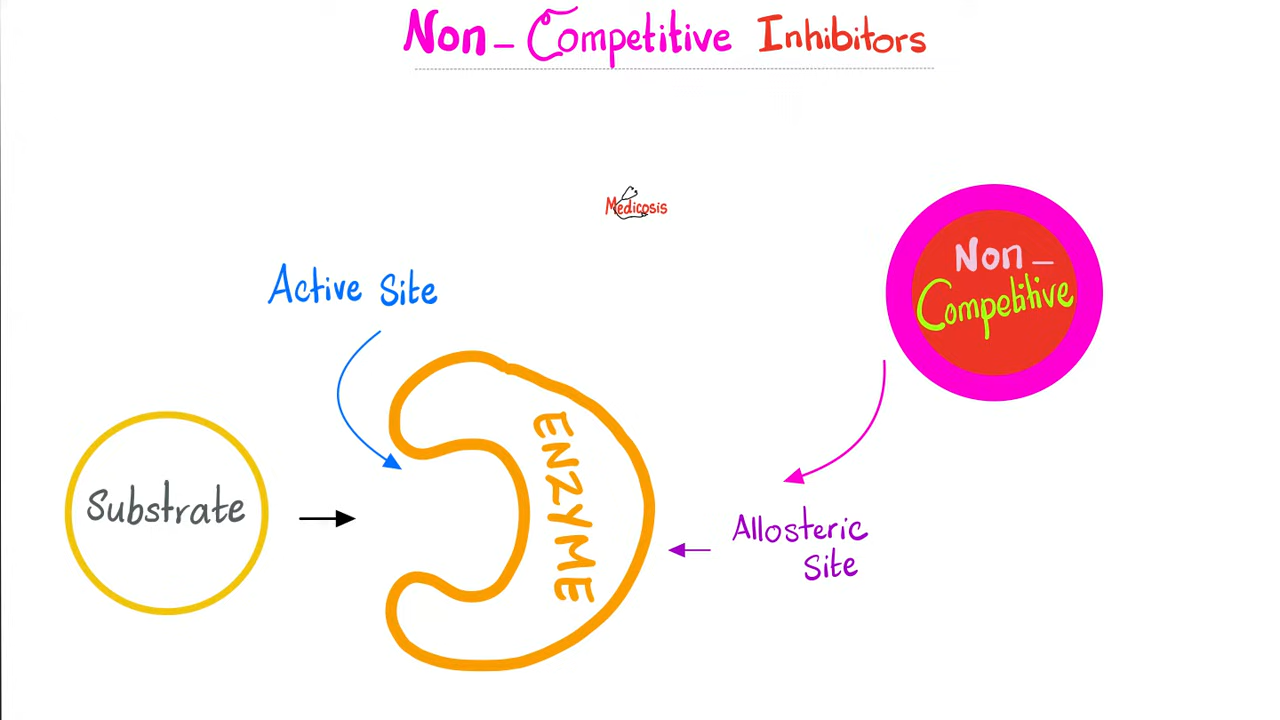 Non- Competitive Inhibitors
Medicosis
Non-
Competitive
Active Site
Substrate
ENZYME
Allosteric
Site